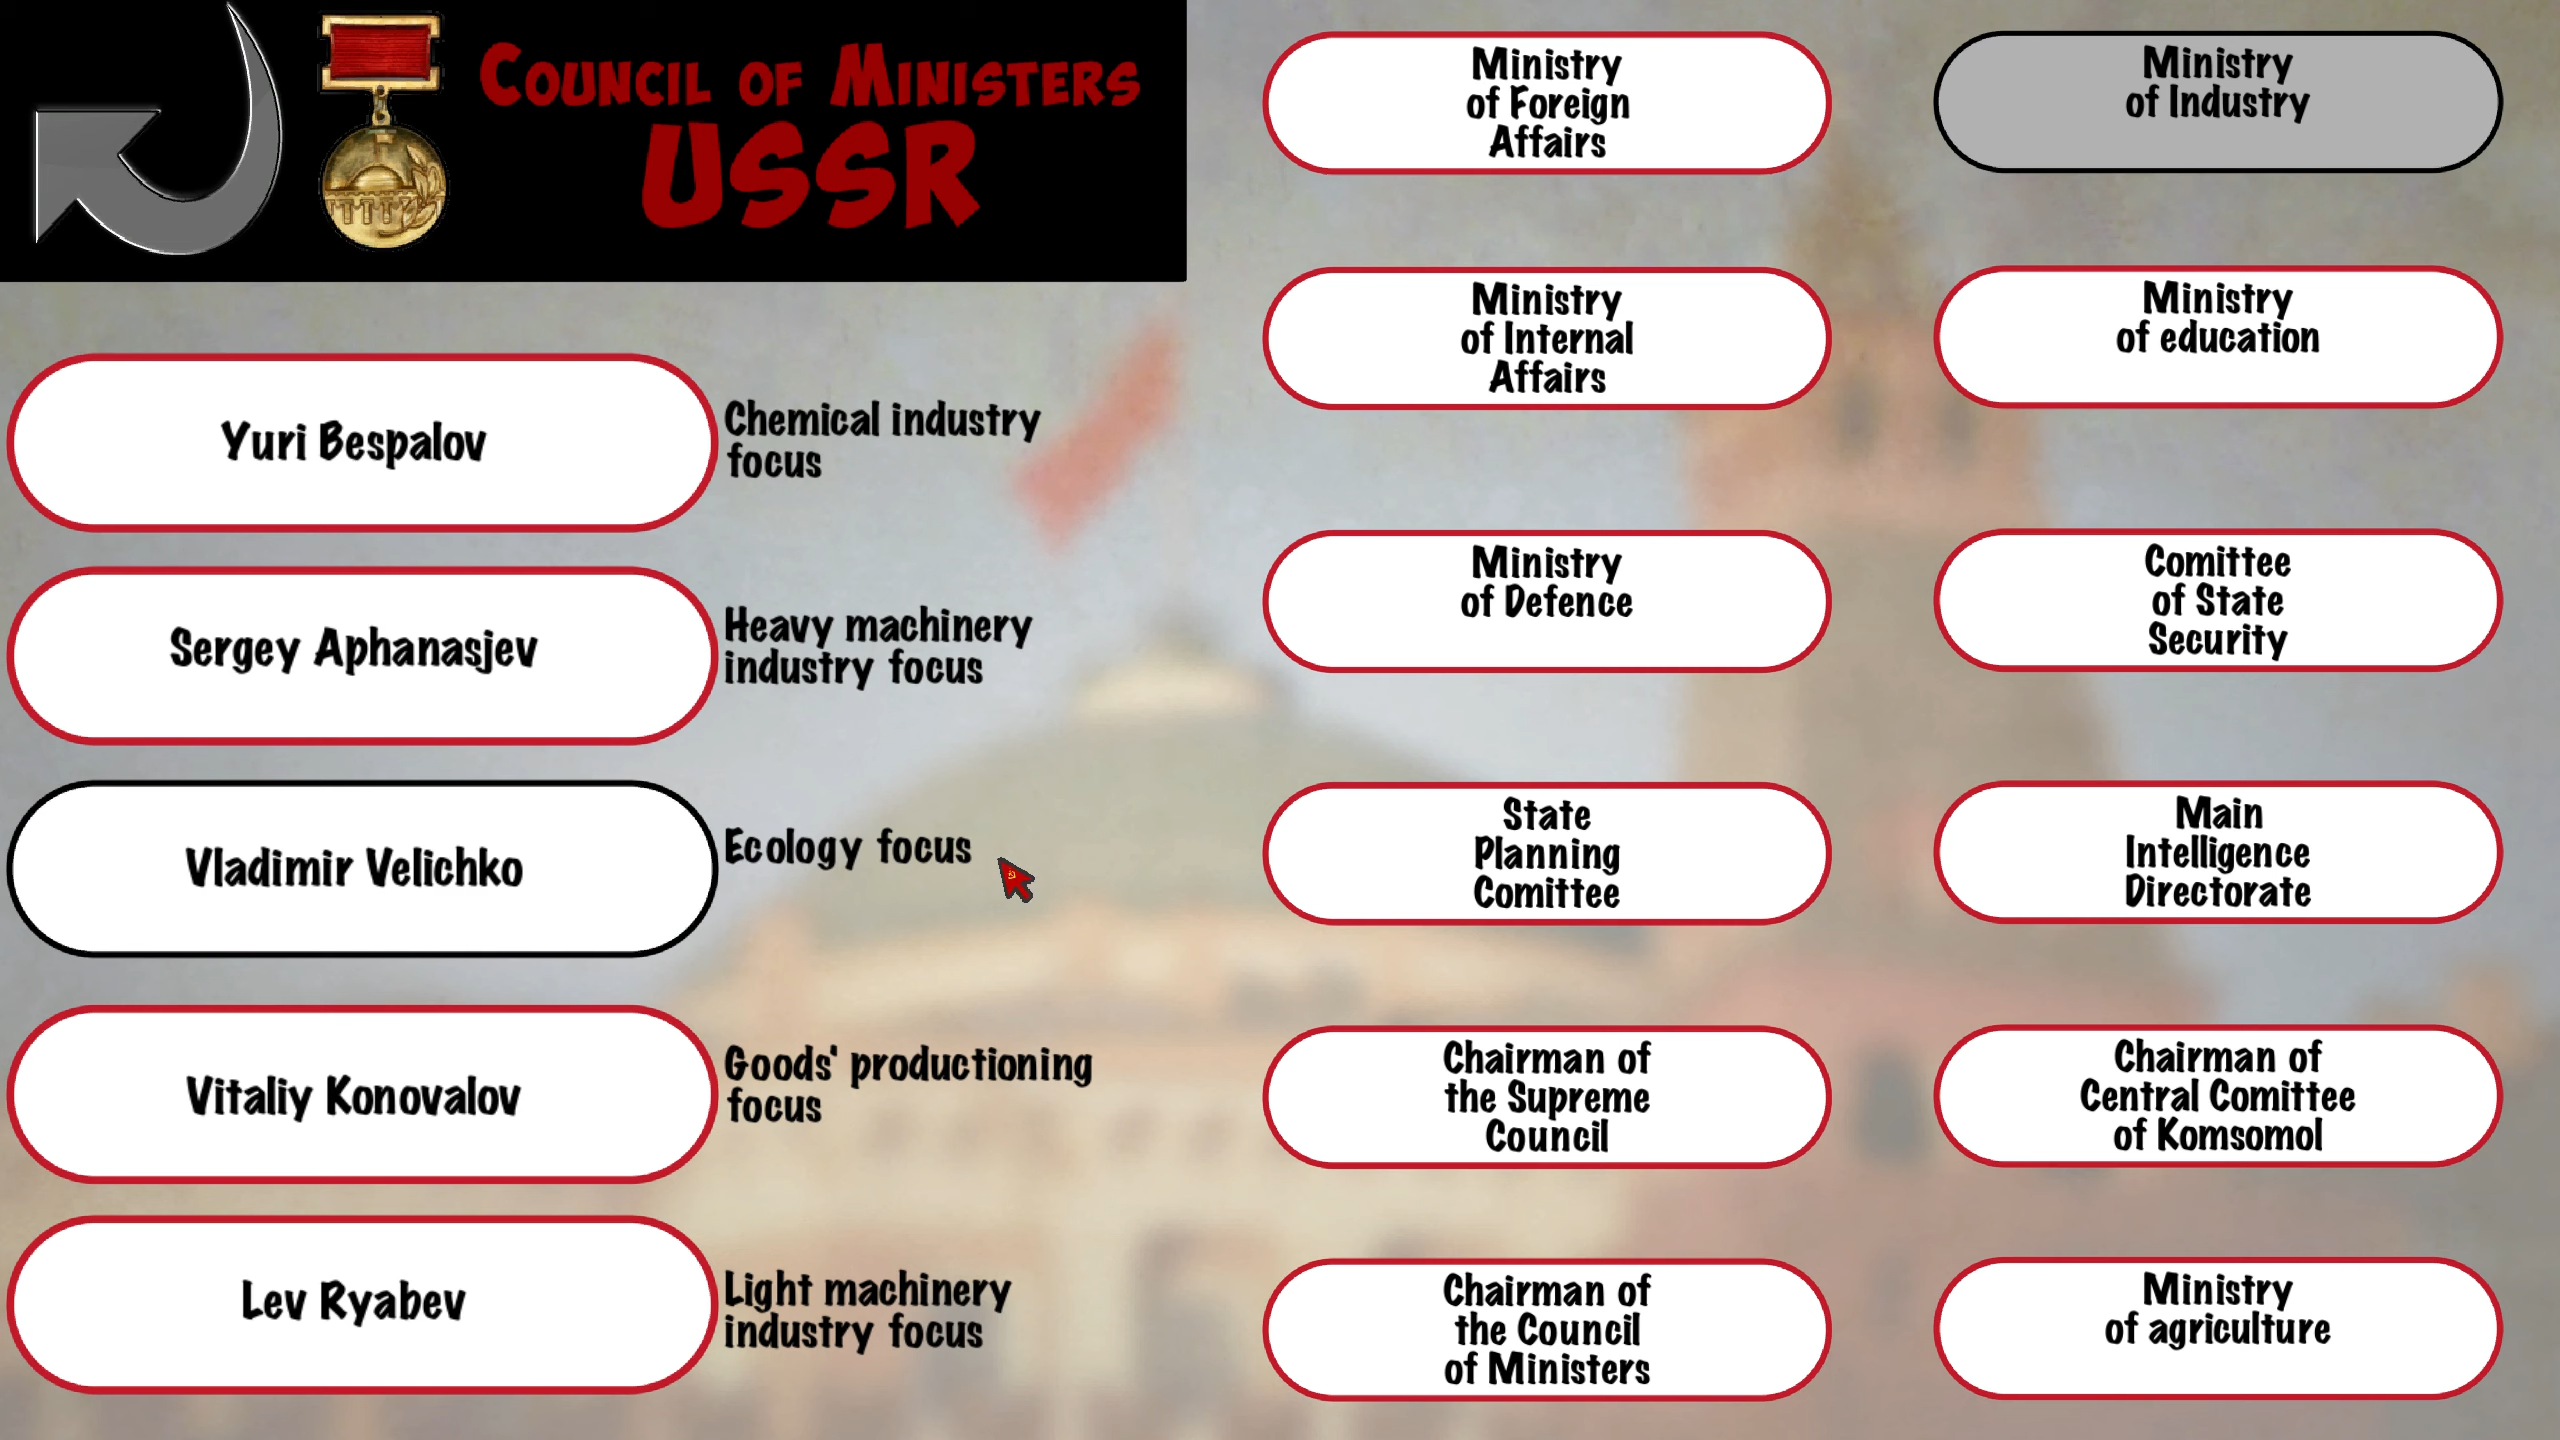 Council of Ministers
USSR
Yuri Bespalov
Chemical industry
focus
Sergey Aphanasjev
Heavy machinery
industry focus
Vladimir Velichko
Ecology focus
Vitaliy Konovalov
Goods' productioning
focus
Lev Ryabev
Light machinery
industry focus
Ministry
of Foreign
Affairs
Ministry
of Internal
Affairs
Ministry
of Defence
State
Planning
Comittee
Chairman of
the Supreme
Council
Chairman of
the Council
of Ministers
Ministry
of Industry
Ministry
of education
Comittee
of State
Security
Main
Intelligence
Directorate
Chairman of
Central Comittee
of Komsomol
Ministry
of agriculture